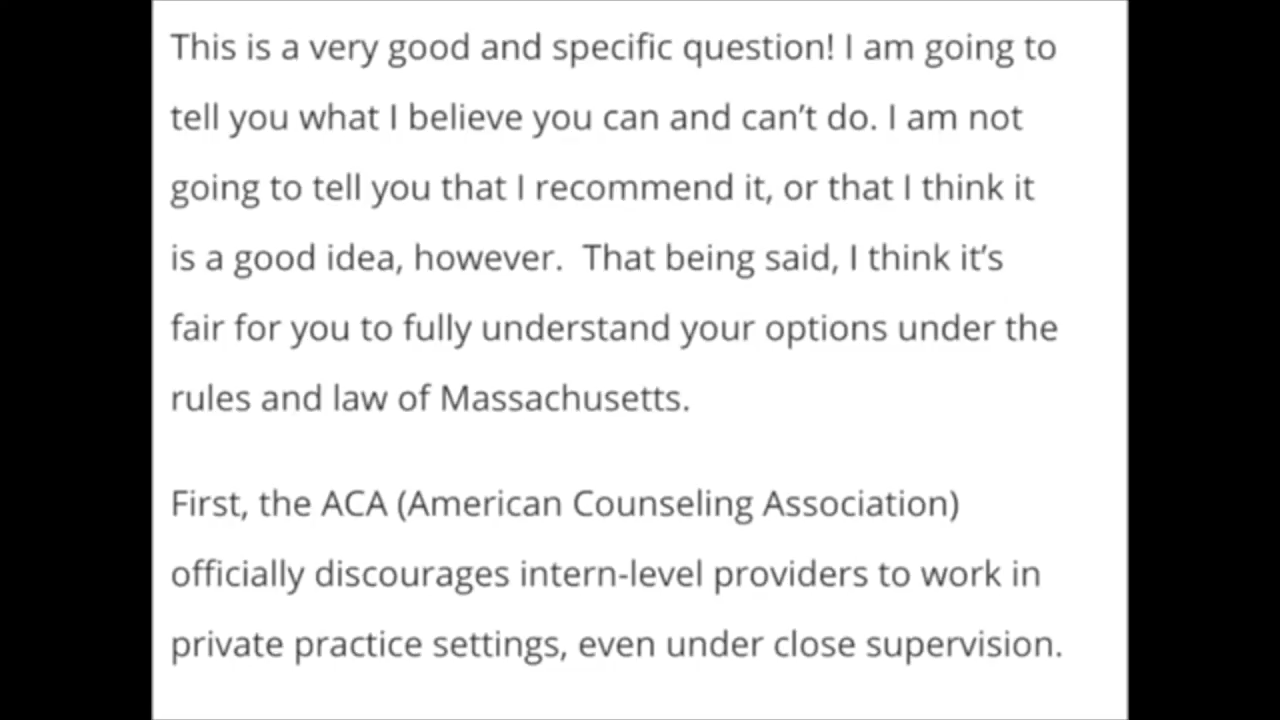 This is a very good and specific question! I am going to
tell you what I believe you can and can’t do. I am not
going to tell you that I recommend it, or that I think it
is a good idea, however.  That being said, I think it’s
fair for you to fully understand your options under the
rules and law of Massachusetts.
First, the ACA (American Counseling Association)
officially discourages intern-level providers to work in
private practice settings, even under close supervision.